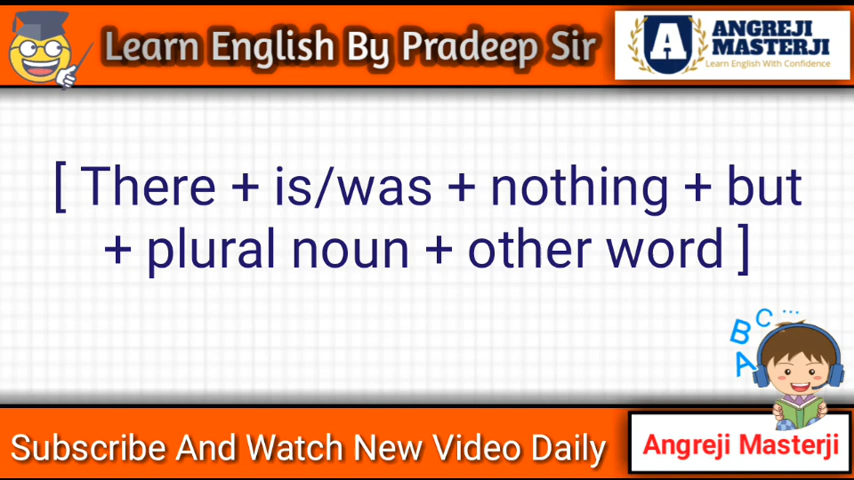 Learn English By Pradeep Sir
A
ANGREJI
MASTERJI
Learn English With Confidence
[ There + is/was + nothing + but
+ plural noun + other word ]
A B C ...
Subscribe And Watch New Video Daily
Angreji Masterji